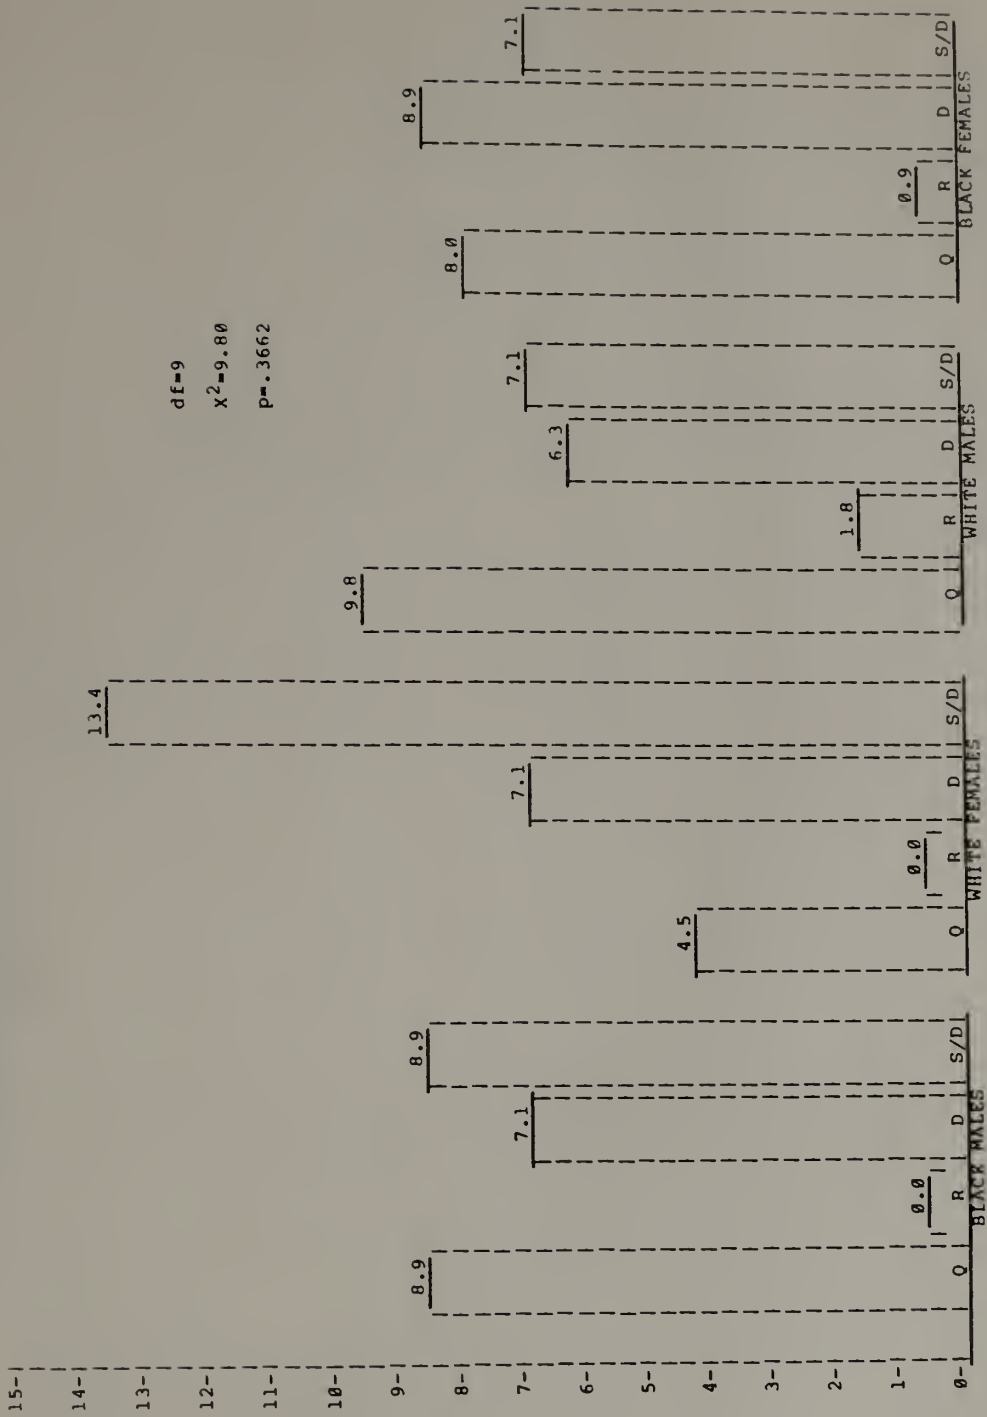 15-
14-
13-
12-
11-
10-
9-
8-
7-
6-
5-
4-
3-
2-
1-
0-
df=9
X²=9.80
p=.3662
8.9 0.0 7.1 8.9
Q R D S/D
BLACK MALES
4.5 0.0 7.1 13.4
Q R D S/D
WHITE FEMALES
9.8 1.8 6.3 7.1
Q R D S/D
WHITE MALES
8.0 0.9 8.9 7.1
Q R D S/D
BLACK FEMALES